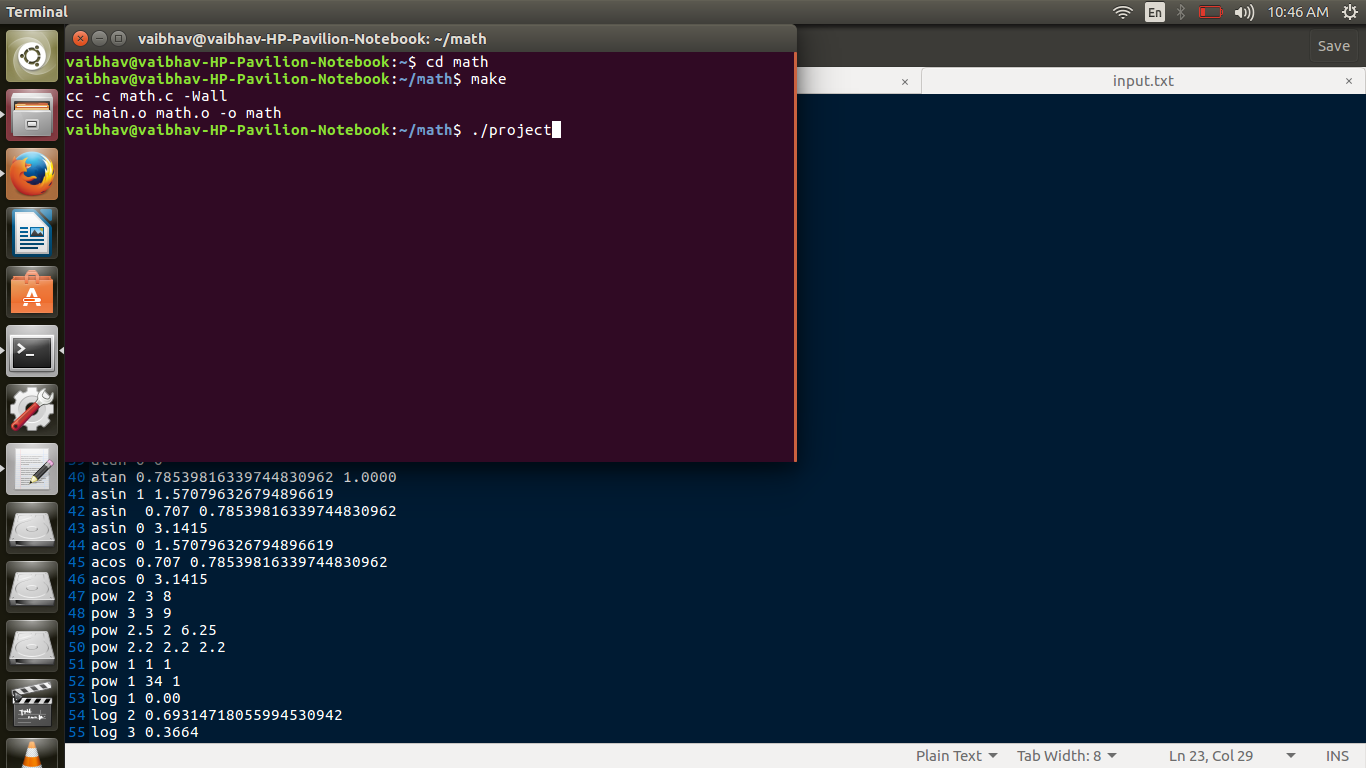 Terminal
En
10:46 AM
vaibhav@vaibhav-HP-Pavilion-Notebook: ~/math
Save
input.txt
vaibhav@vaibhav-HP-Pavilion-Notebook:~$ cd math
vaibhav@vaibhav-HP-Pavilion-Notebook:~/math$ make
cc -c math.c -Wall
cc main.o math.o -o math
vaibhav@vaibhav-HP-Pavilion-Notebook:~/math$ ./project
40 atan 0.78539816339744830962 1.0000
41 asin 1 1.570796326794896619
42 asin  0.707 0.78539816339744830962
43 asin 0 3.1415
44 acos 0 1.570796326794896619
45 acos 0.707 0.78539816339744830962
46 acos 0 3.1415
47 pow 2 3 8
48 pow 3 3 9
49 pow 2.5 2 6.25
50 pow 2.2 2.2 2.2
51 pow 1 1 1
52 pow 1 34 1
53 log 1 0.00
54 log 2 0.69314718055994530942
55 log 3 0.3664
Plain Text Tab Width: 8 Ln 23, Col 29 INS